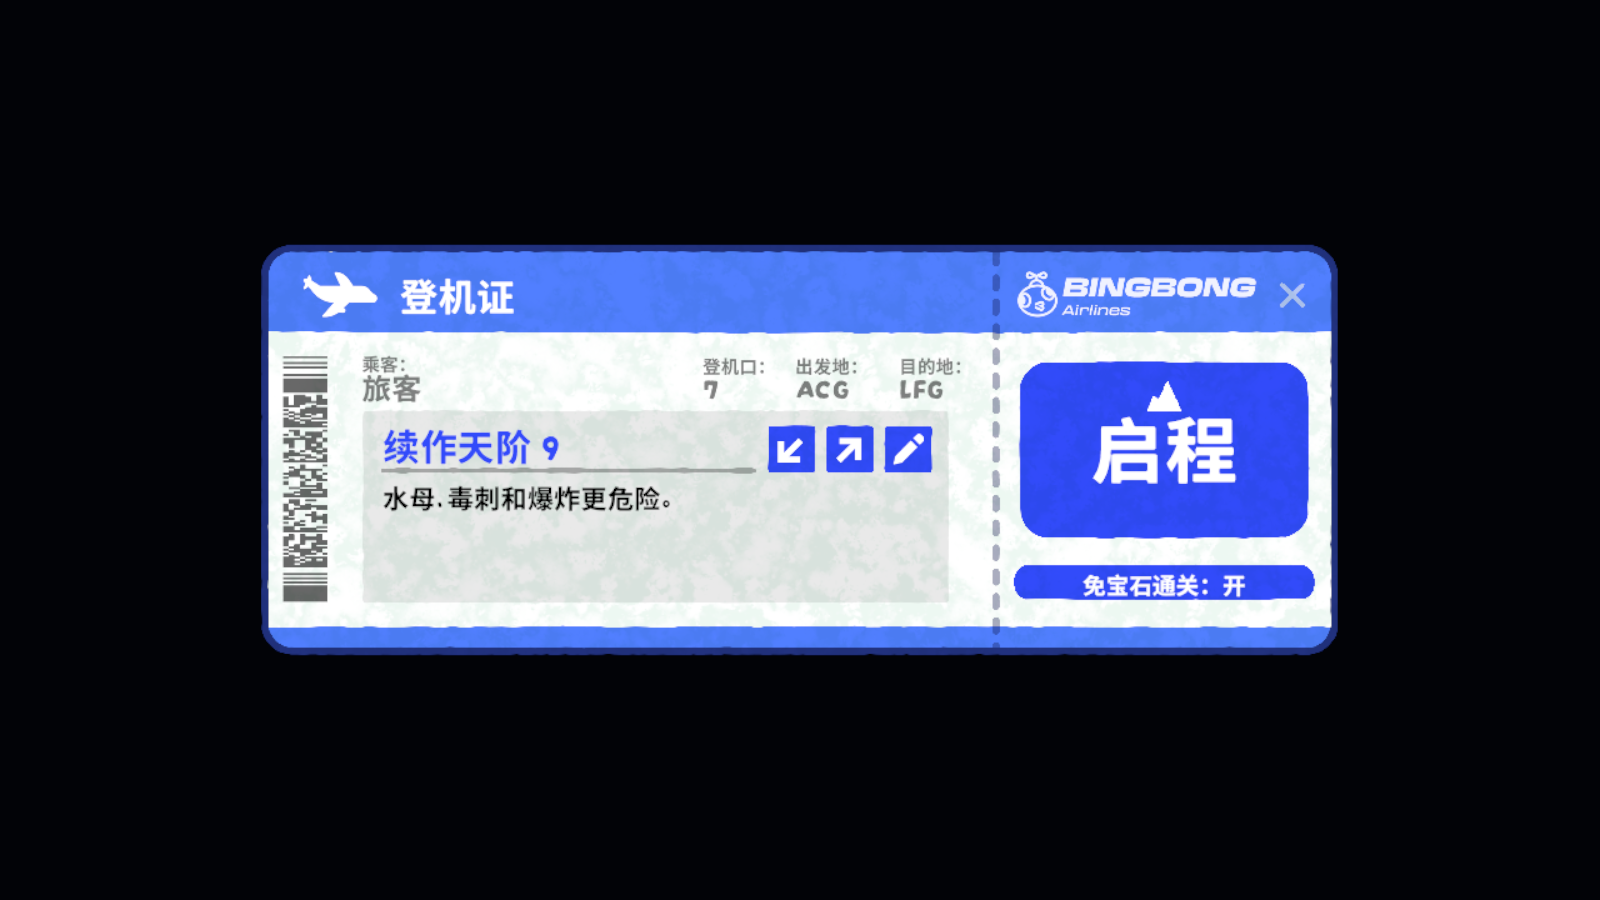 登机证
BINGBONG
Airlines
乘客：
旅客
登机口：
7
出发地：
ACG
目的地：
LFG
续作天阶 9
水母.毒刺和爆炸更危险。
启程
免宝石通关：开